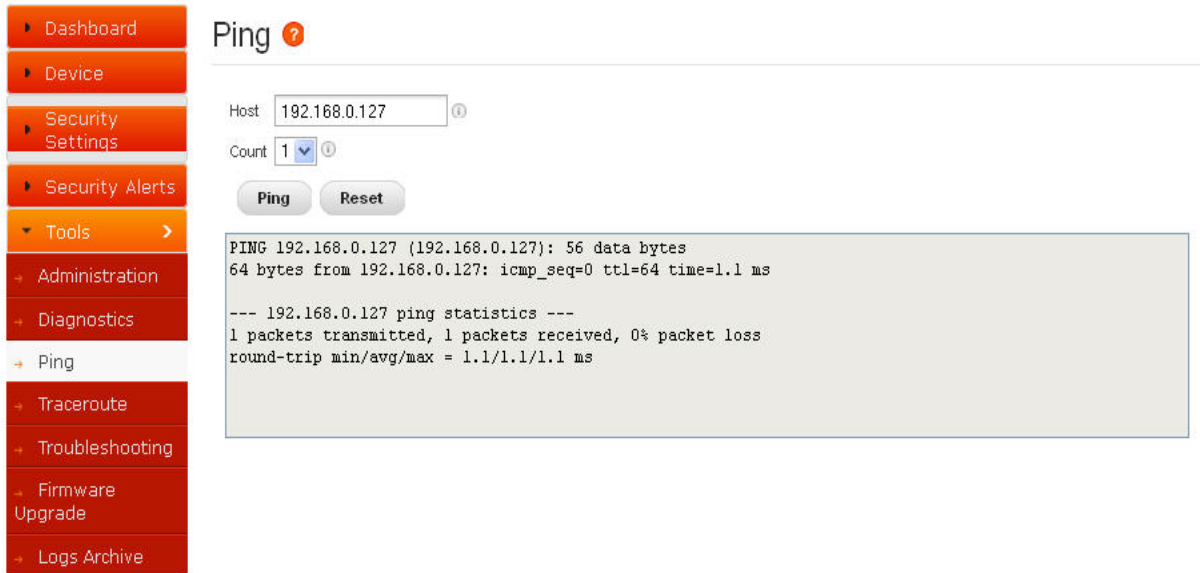 Dashboard
Device
Security
Settings
Security Alerts
Tools
Administration
Diagnostics
Ping
Traceroute
Troubleshooting
Firmware
Upgrade
Logs Archive
Ping ?
Host 192.168.0.127
Count 1
Ping Reset
PING 192.168.0.127 (192.168.0.127): 56 data bytes
64 bytes from 192.168.0.127: icmp_seq=0 ttl=64 time=1.1 ms
--- 192.168.0.127 ping statistics ---
1 packets transmitted, 1 packets received, 0% packet loss
round-trip min/avg/max = 1.1/1.1/1.1 ms